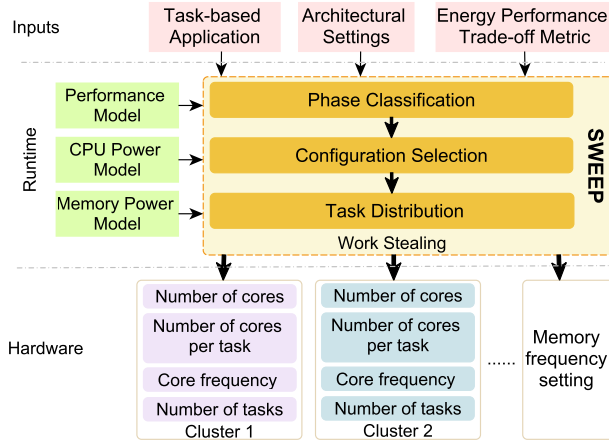 Inputs
Task-based
Application
Architectural
Settings
Energy Performance
Trade-off Metric
Runtime
Performance
Model
CPU Power
Model
Memory Power
Model
Phase Classification
Configuration Selection
Task Distribution
Work Stealing
SWEEP
Hardware
Number of cores
Number of cores
per task
Core frequency
Number of tasks
Cluster 1
Number of cores
Number of cores
per task
Core frequency
Number of tasks
Cluster 2
......
Memory
frequency
setting